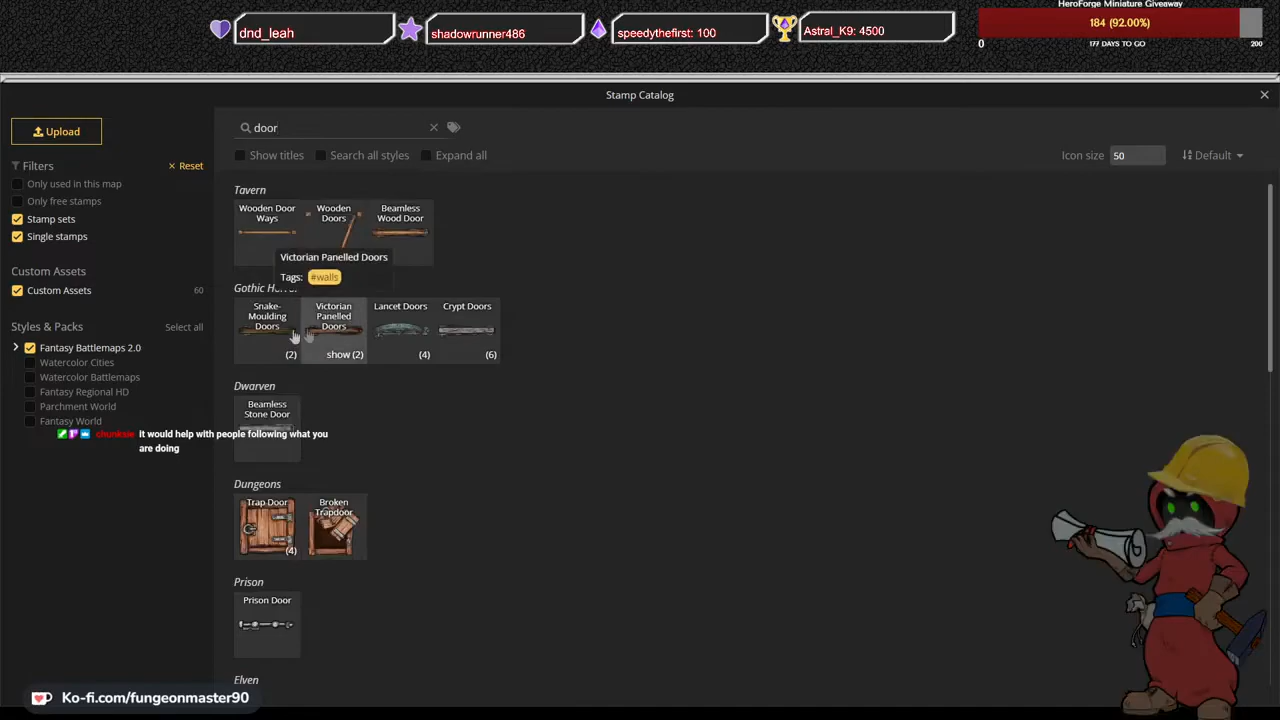 HeroForge Miniature Giveaway
dnd_leah
shadowrunner486
speedythefirst: 100
Astral_K9: 4500
184 (92.00%)
0
177 DAYS TO GO
200
Stamp Catalog
Upload
door
Filters
Reset
Show titles
Search all styles
Expand all
Icon size
50
Default
Only used in this map
Only free stamps
Stamp sets
Single stamps
Custom Assets
Custom Assets
60
Styles & Packs
Select all
Fantasy Battlemaps 2.0
Watercolor Cities
Watercolor Battlemaps
Fantasy Regional HD
Parchment World
Fantasy World
chunksie
It would help with people following what you
are doing
Tavern
Wooden Door
Ways
Wooden
Doors
Beamless
Wood Door
Victorian Panelled Doors
Tags:
#walls
Gothic Horror
Snake-
Moulding
Doors
(2)
Victorian
Panelled
Doors
show (2)
Lancet Doors
(4)
Crypt Doors
(6)
Dwarven
Beamless
Stone Door
Dungeons
Trap Door
(4)
Broken
Trapdoor
Prison
Prison Door
Elven
Ko-fi.com/fungeonmaster90